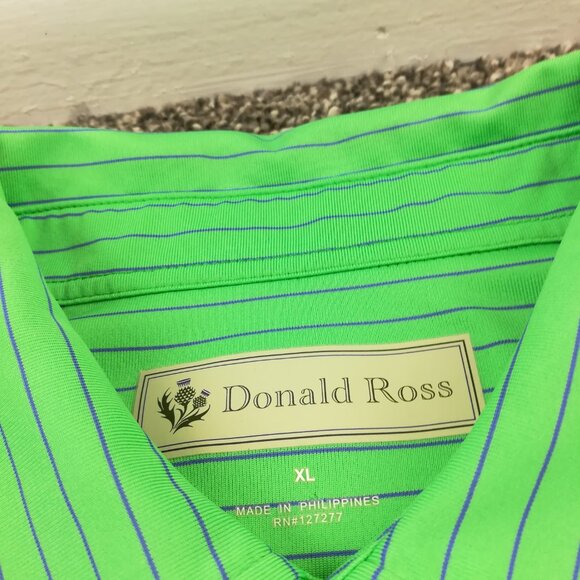 Donald Ross
XL
MADE IN PHILIPPINES
RN#127277